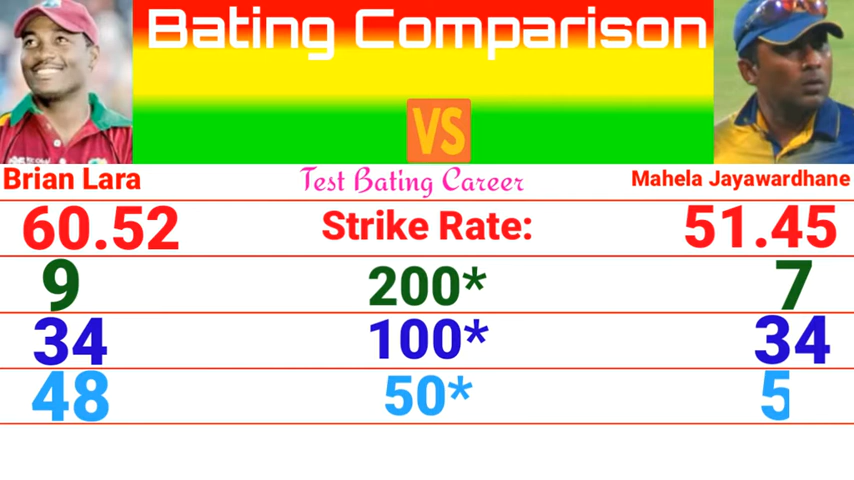 Bating Comparison
VS
Brian Lara Test Bating Career Mahela Jayawardhane
60.52 Strike Rate: 51.45
9 200* 7
34 100* 34
48 50* 5